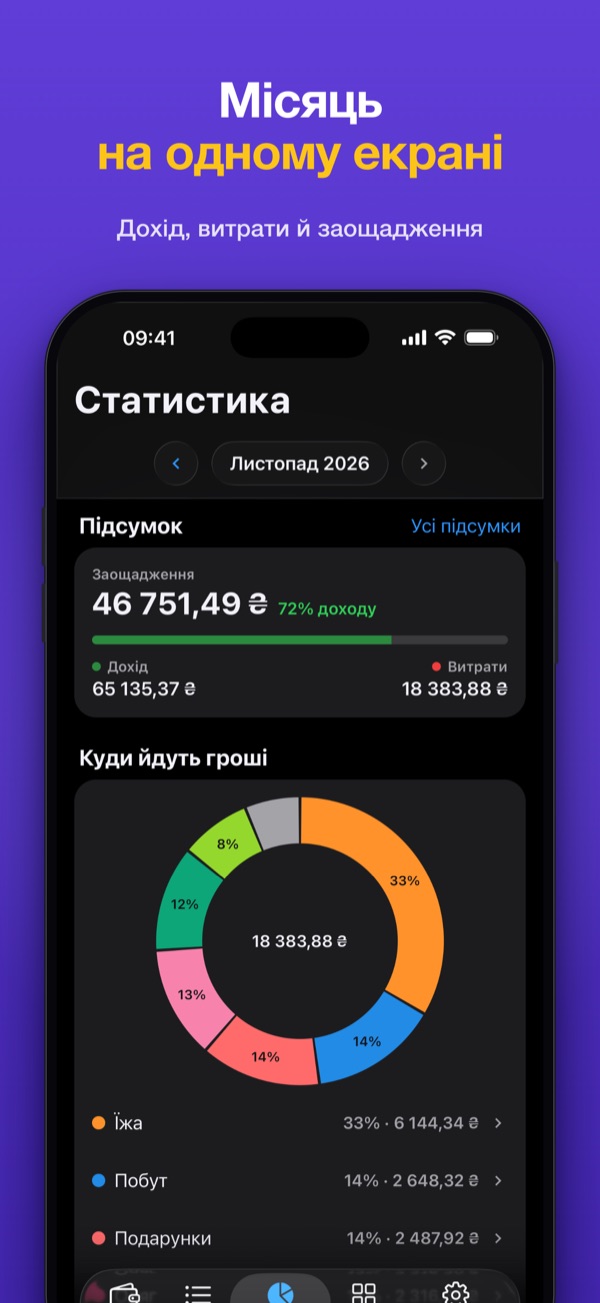 Місяць
на одному екрані
Дохід, витрати й заощадження
09:41
Статистика
Листопад 2026
Підсумок
Усі підсумки
Заощадження
46 751,49 ₴ 72% доходу
Дохід
Витрати
65 135,37 ₴
18 383,88 ₴
Куди йдуть гроші
8%
33%
12%
18 383,88 ₴
13%
14%
14%
Їжа 33% · 6 144,34 ₴
Побут 14% · 2 648,32 ₴
Подарунки 14% · 2 487,92 ₴